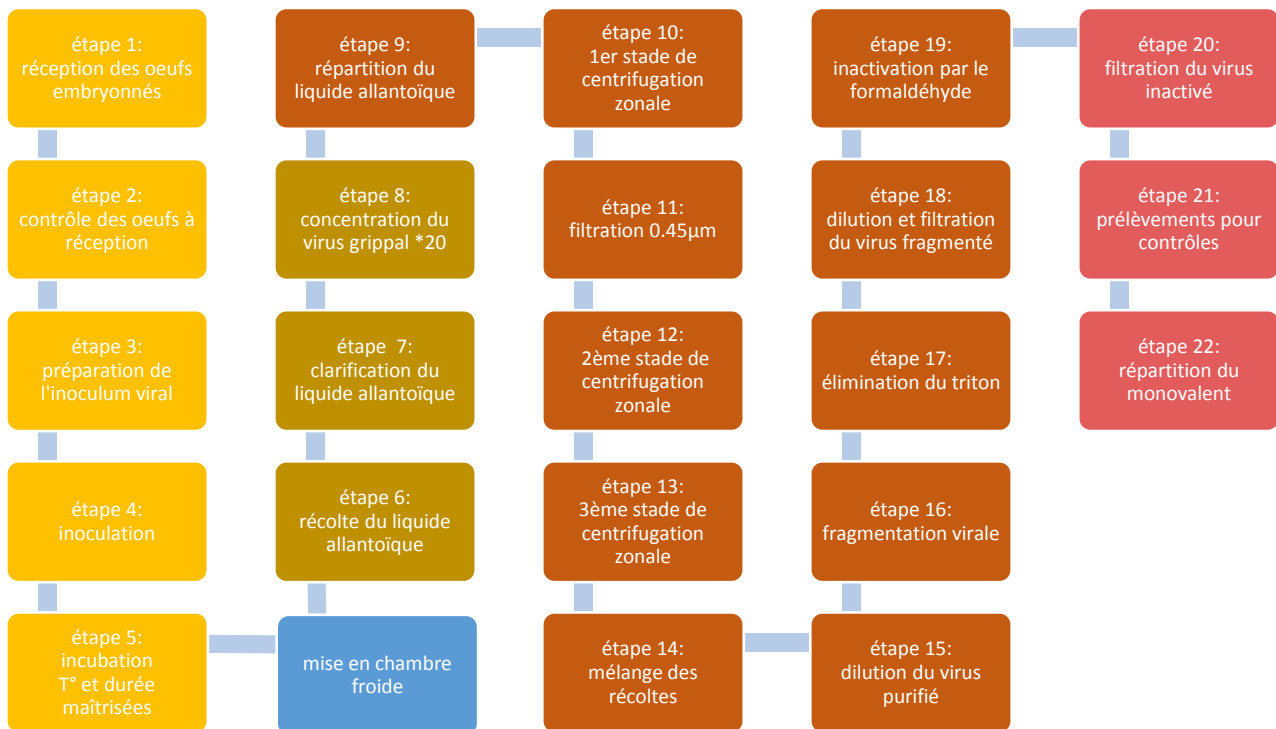 étape 1:
réception des oeufs
embryonnés
étape 2:
contrôle des oeufs à
réception
étape 3:
préparation de
l'inoculum viral
étape 4:
inoculation
étape 5:
incubation
T° et durée
maîtrisées
mise en chambre
froide
étape 6:
récolte du liquide
allantoïque
étape 7:
clarification du
liquide allantoïque
étape 8:
concentration du
virus grippal *20
étape 9:
répartition du
liquide allantoïque
étape 10:
1er stade de
centrifugation
zonale
étape 11:
filtration 0.45µm
étape 12:
2ème stade de
centrifugation
zonale
étape 13:
3ème stade de
centrifugation
zonale
étape 14:
mélange des
récoltes
étape 15:
dilution du virus
purifié
étape 16:
fragmentation virale
étape 17:
élimination du triton
étape 18:
dilution et filtration
du virus fragmenté
étape 19:
inactivation par le
formaldéhyde
étape 20:
filtration du virus
inactivé
étape 21:
prélèvements pour
contrôles
étape 22:
répartition du
monovalent